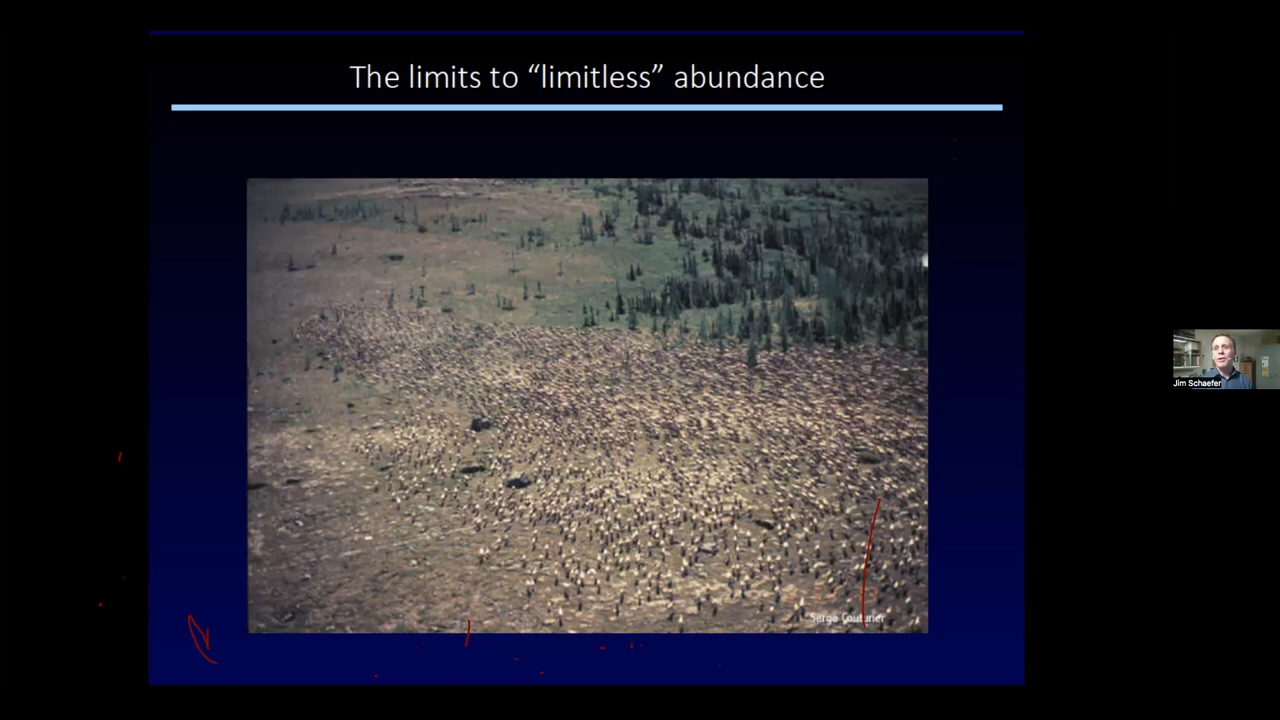 The limits to “limitless” abundance
Serge Couturier
Jim Schaefer